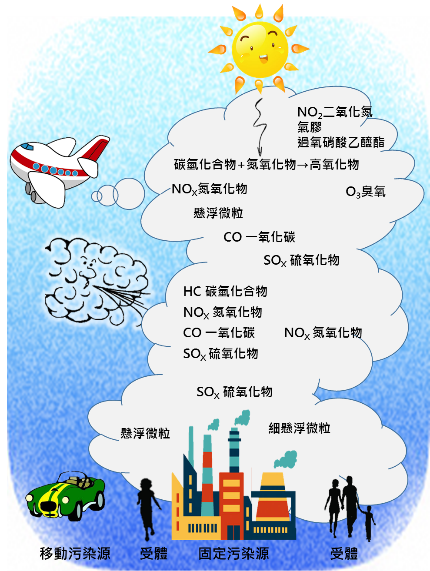 NO₂二氧化氮
氣膠
過氧硝酸乙醯酯
碳氫化合物+氮氧化物→高氧化物
NOX氮氧化物
O₃臭氧
懸浮微粒
CO 一氧化碳
SOX 硫氧化物
HC 碳氫化合物
NOX 氮氧化物
CO 一氧化碳
NOX 氮氧化物
SOX 硫氧化物
SOX 硫氧化物
懸浮微粒
細懸浮微粒
移動污染源
受體
固定污染源
受體